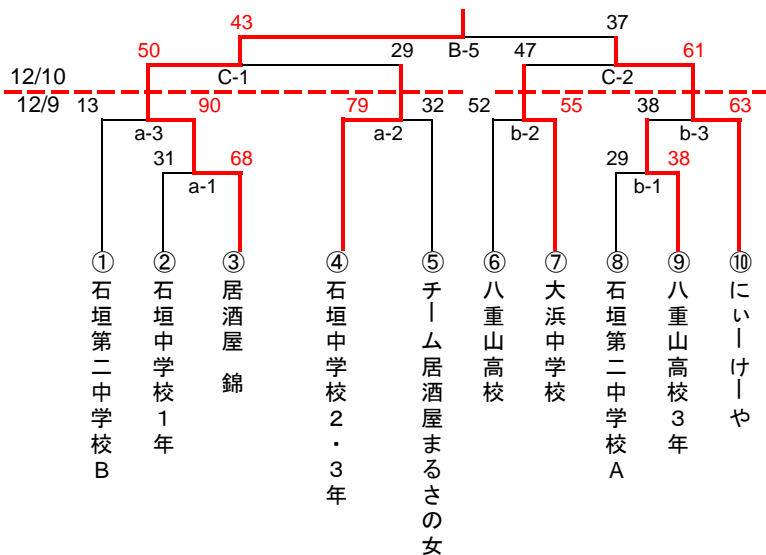 43
37
50
29
B-5
47
61
12/10
C-1
C-2
12/9
13
90
79
32
52
55
38
63
a-3
a-2
b-2
b-3
31
68
29
38
a-1
b-1
①石垣第二中学校B
②石垣中学校1年
③居酒屋 錦
④石垣中学校2・3年
⑤チーム居酒屋まるさの女
⑥八重山高校
⑦大浜中学校
⑧石垣第二中学校A
⑨八重山高校3年
⑩にぃーけーや